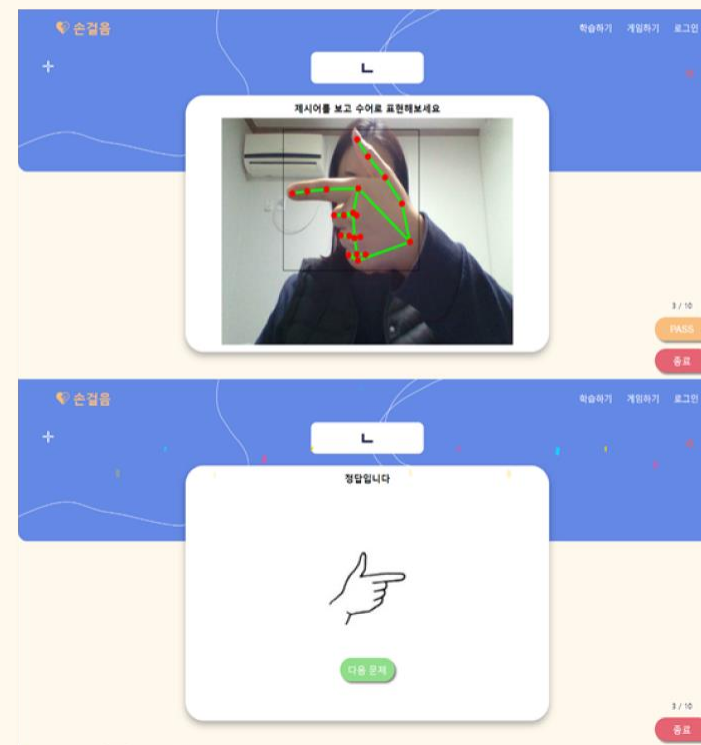 손걸음
학습하기 게임하기 로그인
ㄴ
제시어를 보고 수어로 표현해보세요
3 / 10
PASS
종료
손걸음
학습하기 게임하기 로그인
ㄴ
정답입니다
다음 문제
3 / 10
종료